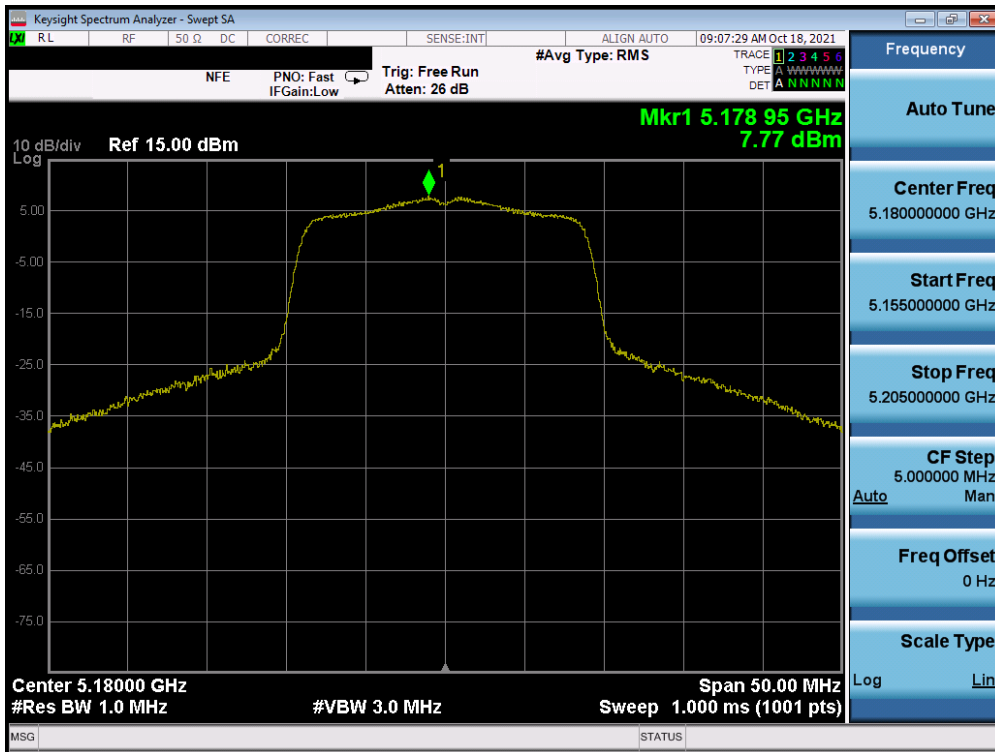 Keysight Spectrum Analyzer - Swept SA
LXI RL RF 50 Ω DC CORREC SENSE:INT ALIGN AUTO 09:07:29 AM Oct 18, 2021
NFE PNO: Fast Trig: Free Run #Avg Type: RMS TRACE 1 2 3 4 5 6
IFGain:Low Atten: 26 dB TYPE A WWWWW
DET A N N N N N
Frequency
Mkr1 5.178 95 GHz
7.77 dBm
10 dB/div Ref 15.00 dBm
Log
1
5.00
-5.00
-15.0
-25.0
-35.0
-45.0
-55.0
-65.0
-75.0
Center 5.18000 GHz Span 50.00 MHz
#Res BW 1.0 MHz #VBW 3.0 MHz Sweep 1.000 ms (1001 pts)
Auto Tune
Center Freq
5.180000000 GHz
Start Freq
5.155000000 GHz
Stop Freq
5.205000000 GHz
CF Step
5.000000 MHz
Auto Man
Freq Offset
0 Hz
Scale Type
Log Lin
MSG STATUS